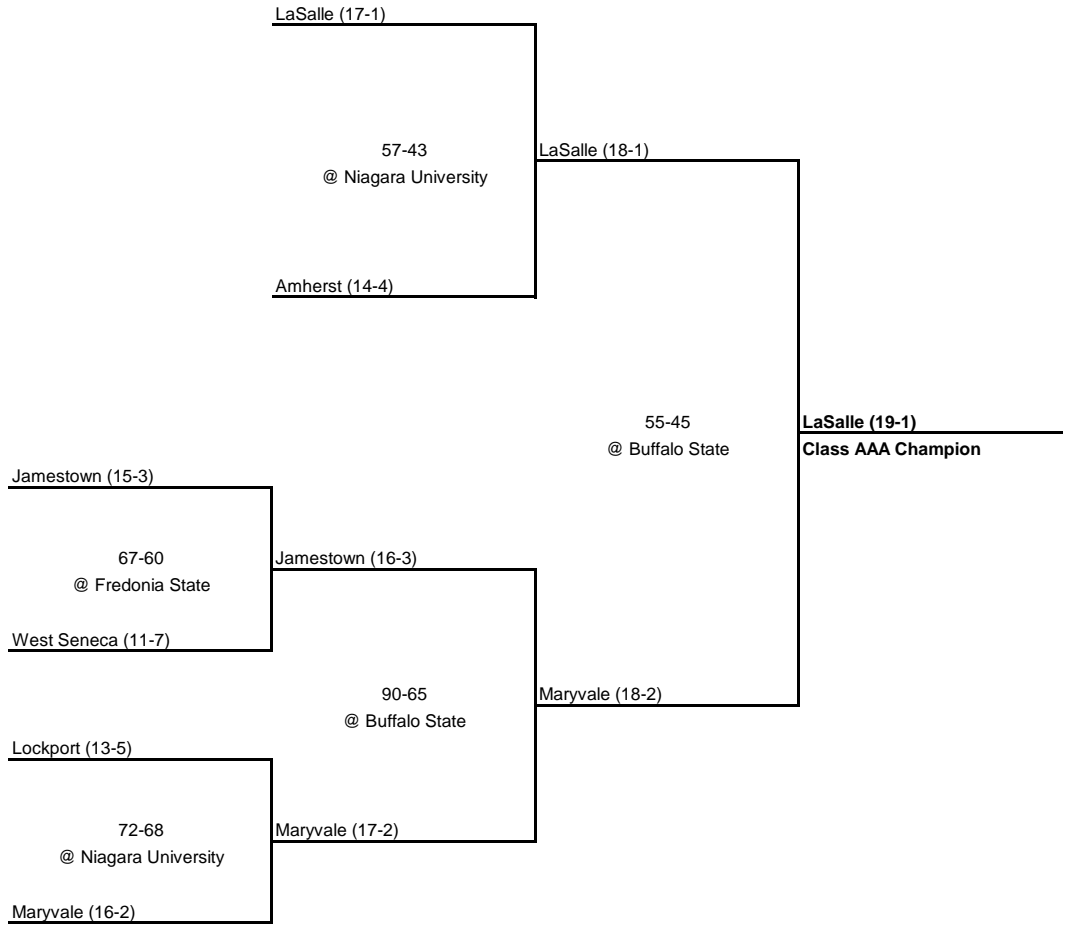 LaSalle (17-1)
57-43
@ Niagara University
LaSalle (18-1)
Amherst (14-4)
55-45
@ Buffalo State
LaSalle (19-1)
Class AAA Champion
Jamestown (15-3)
67-60
@ Fredonia State
Jamestown (16-3)
West Seneca (11-7)
90-65
@ Buffalo State
Maryvale (18-2)
Lockport (13-5)
72-68
@ Niagara University
Maryvale (17-2)
Maryvale (16-2)